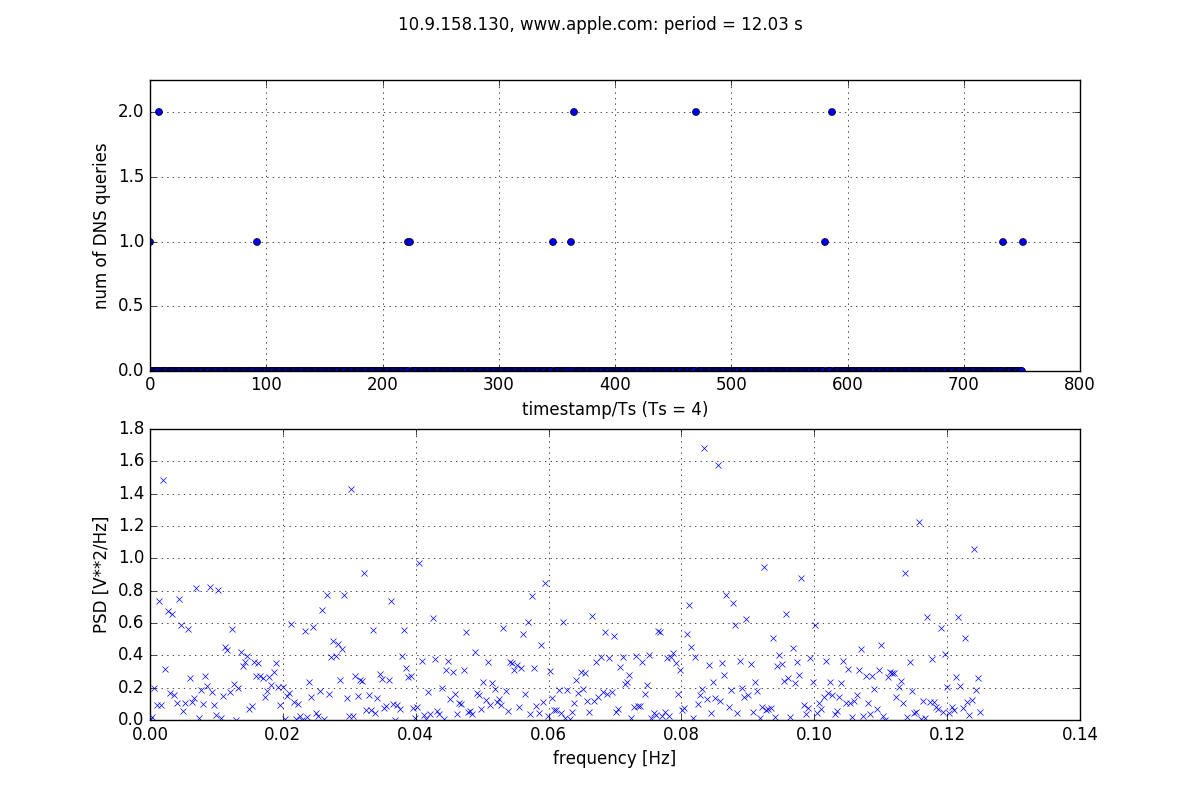 10.9.158.130, www.apple.com: period = 12.03 s
num of DNS queries
2.0
1.5
1.0
0.5
0.0
0 100 200 300 400 500 600 700 800
timestamp/Ts (Ts = 4)
PSD [V**2/Hz]
1.8
1.6
1.4
1.2
1.0
0.8
0.6
0.4
0.2
0.0
0.00 0.02 0.04 0.06 0.08 0.10 0.12 0.14
frequency [Hz]